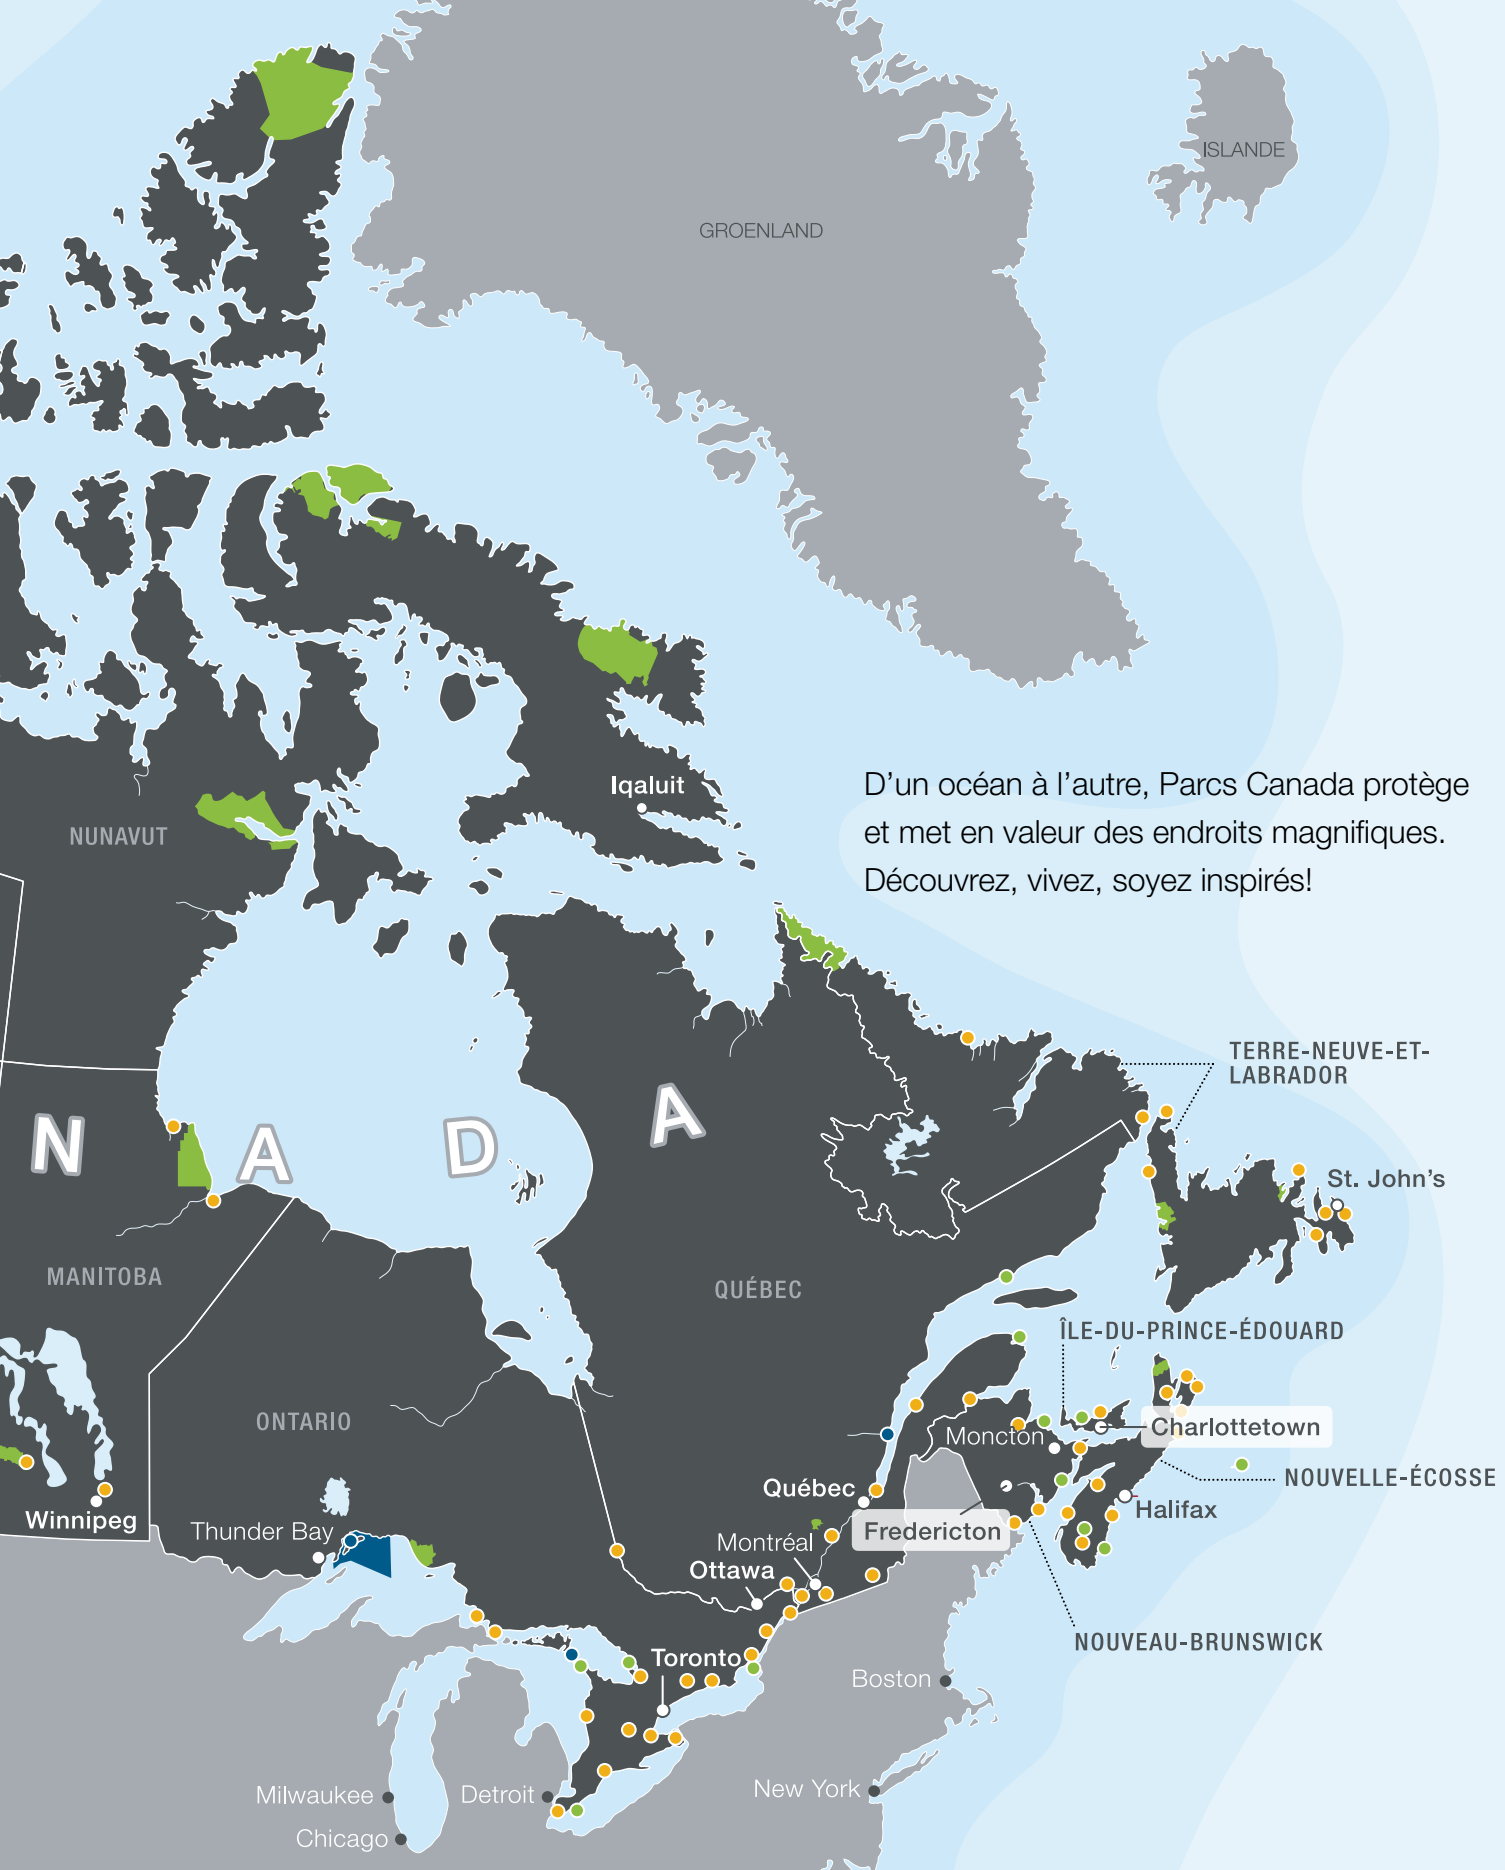 ISLANDE
GROENLAND
Iqaluit
D’un océan à l’autre, Parcs Canada protège
et met en valeur des endroits magnifiques.
Découvrez, vivez, soyez inspirés!
NUNAVUT
TERRE-NEUVE-ET-
LABRADOR
N A D A
St. John’s
MANITOBA
QUÉBEC
ÎLE-DU-PRINCE-ÉDOUARD
ONTARIO
Charlottetown
Moncton
NOUVELLE-ÉCOSSE
Québec
Halifax
Winnipeg
Thunder Bay
Fredericton
Montréal
Ottawa
NOUVEAU-BRUNSWICK
Toronto
Boston
New York
Milwaukee
Detroit
Chicago